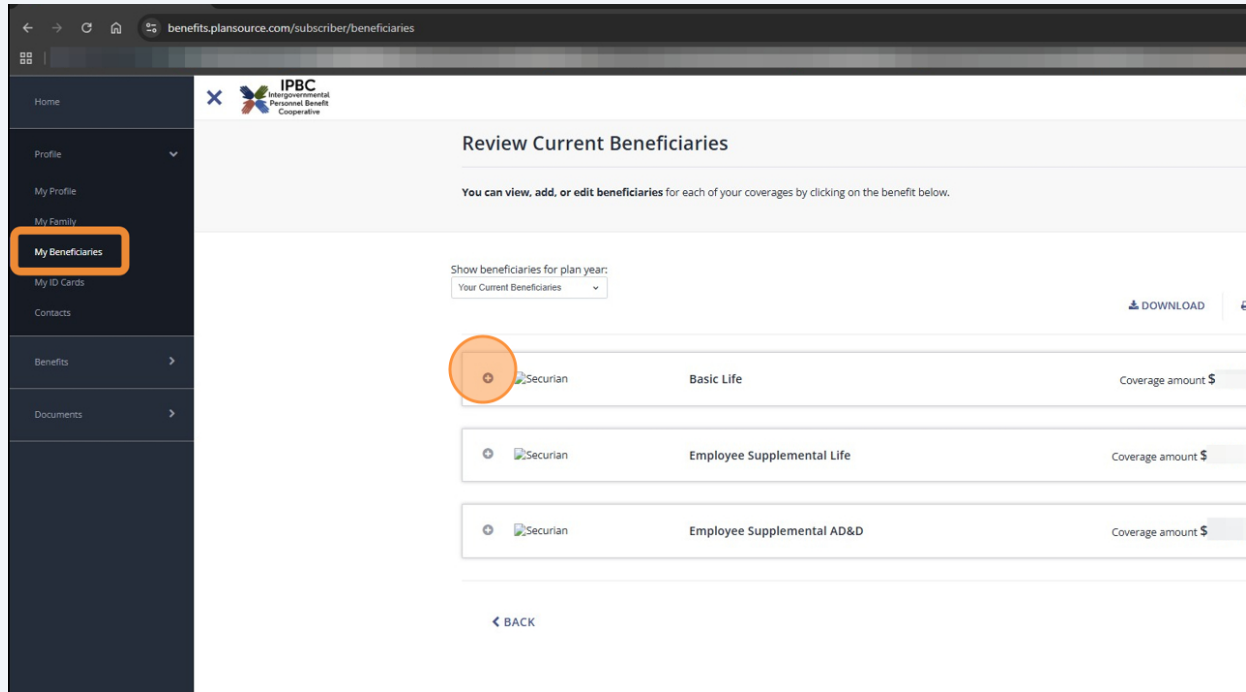 benefits.plansource.com/subscriber/beneficiaries
Home
Profile
My Profile
My Family
My Beneficiaries
My ID Cards
Contacts
Benefits
Documents
IPBC
Intergovernmental
Personnel Benefit
Cooperative
Review Current Beneficiaries
You can view, add, or edit beneficiaries for each of your coverages by clicking on the benefit below.
Show beneficiaries for plan year:
Your Current Beneficiaries
DOWNLOAD
Securian Basic Life Coverage amount $
Securian Employee Supplemental Life Coverage amount $
Securian Employee Supplemental AD&D Coverage amount $
BACK